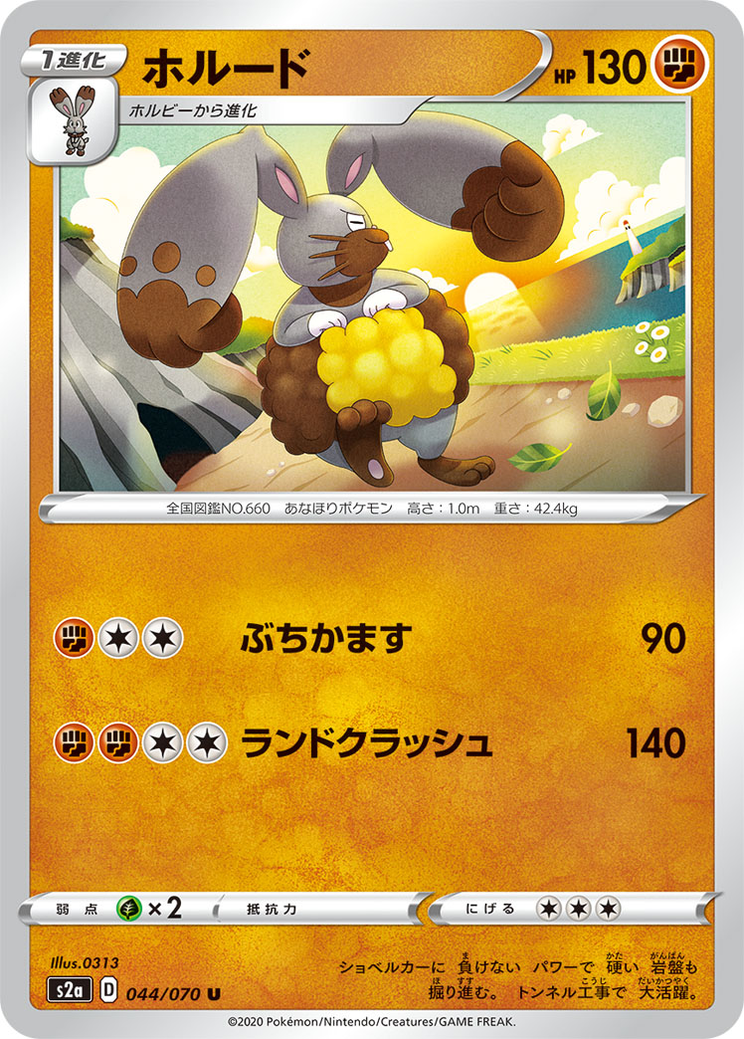 1進化
ホルード
HP 130
ホルビーから進化
全国図鑑NO.660 あなほりポケモン 高さ:1.0m 重さ:42.4kg
ぶちかます 90
ランドクラッシュ 140
弱点 ×2 抵抗力 にげる
Illus.0313
ショベルカーに 負けない パワーで 硬い 岩盤も
掘り進む。 トンネル工事で 大活躍。
s2a D 044/070 U
©2020 Pokémon/Nintendo/Creatures/GAME FREAK.